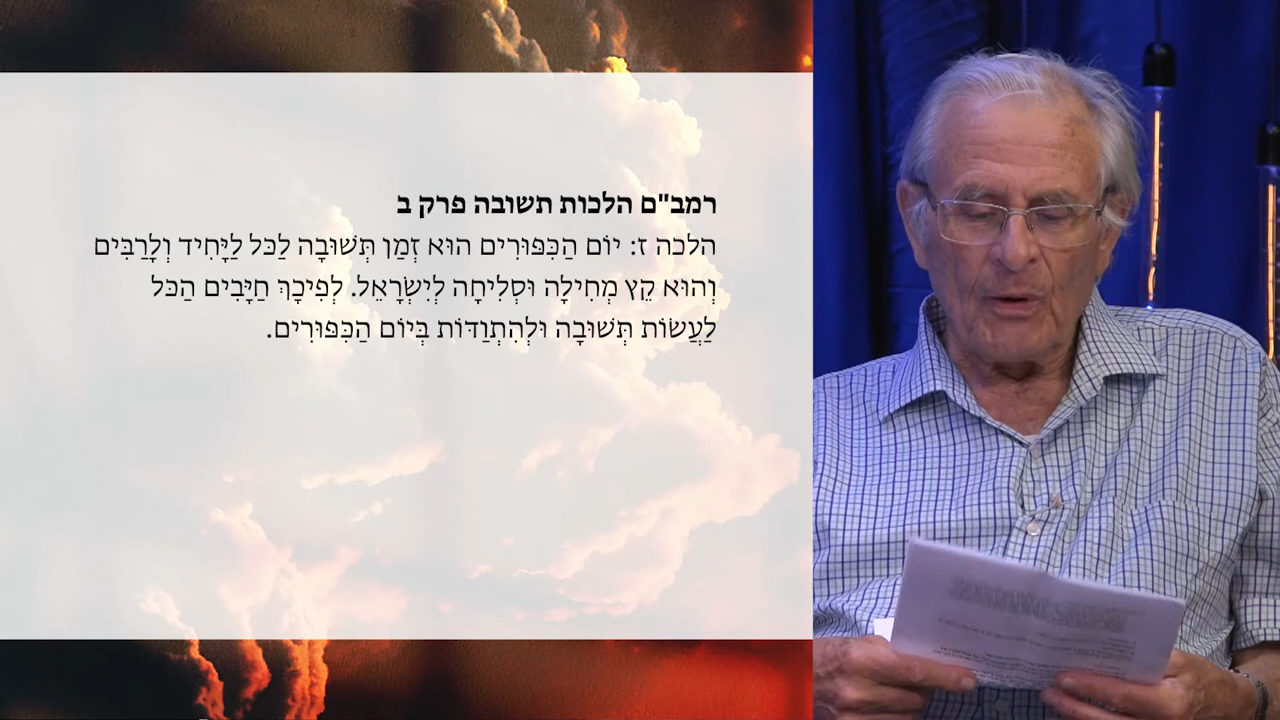 רמב"ם הלכות תשובה פרק ב
הלכה ז: יוֹם הַכִּפּוּרִים הוּא זְמַן תְּשׁוּבָה לַכֹּל לַיָּחִיד וְלָרַבִּים
וְהוּא קֵץ מְחִילָה וּסְלִיחָה לְיִשְׂרָאֵל. לְפִיכָךְ חַיָּבִים הַכֹּל
לַעֲשׂוֹת תְּשׁוּבָה וּלְהִתְוַדּוֹת בְּיוֹם הַכִּפּוּרִים.